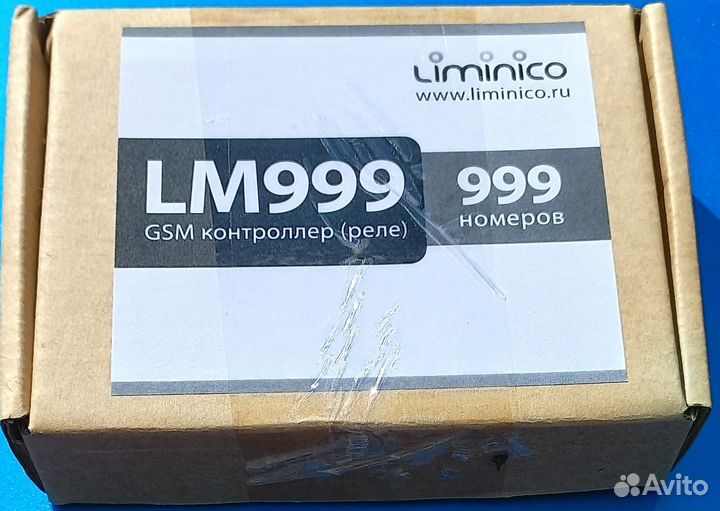 Liminico
www.liminico.ru
LM999
GSM контроллер (реле)
999
номеров
Avito